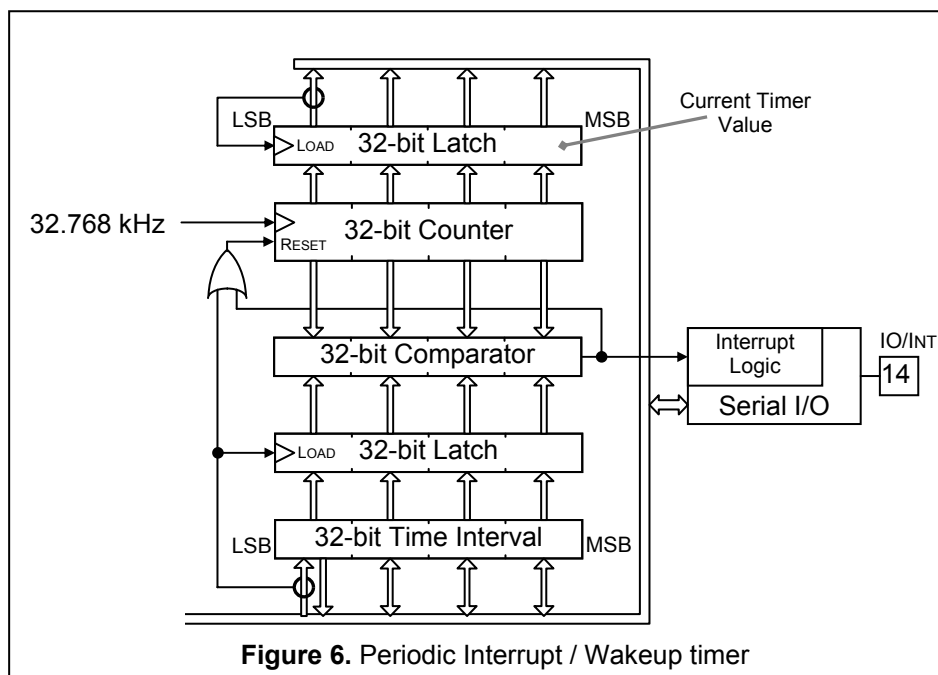 LSB
MSB
Current Timer
Value
LOAD
32-bit Latch
32.768 kHz
32-bit Counter
RESET
32-bit Comparator
Interrupt
Logic
IO/INT
14
Serial I/O
LOAD
32-bit Latch
LSB
32-bit Time Interval
MSB
Figure 6. Periodic Interrupt / Wakeup timer